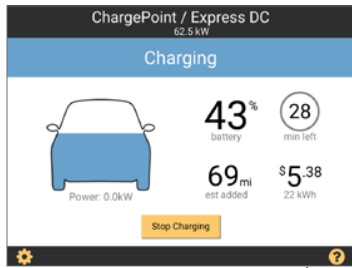 ChargePoint / Express DC
62.5 kW
Charging
43%
battery
28
min left
69mi
est added
$5.38
22 kWh
Power: 0.0kW
Stop Charging
?